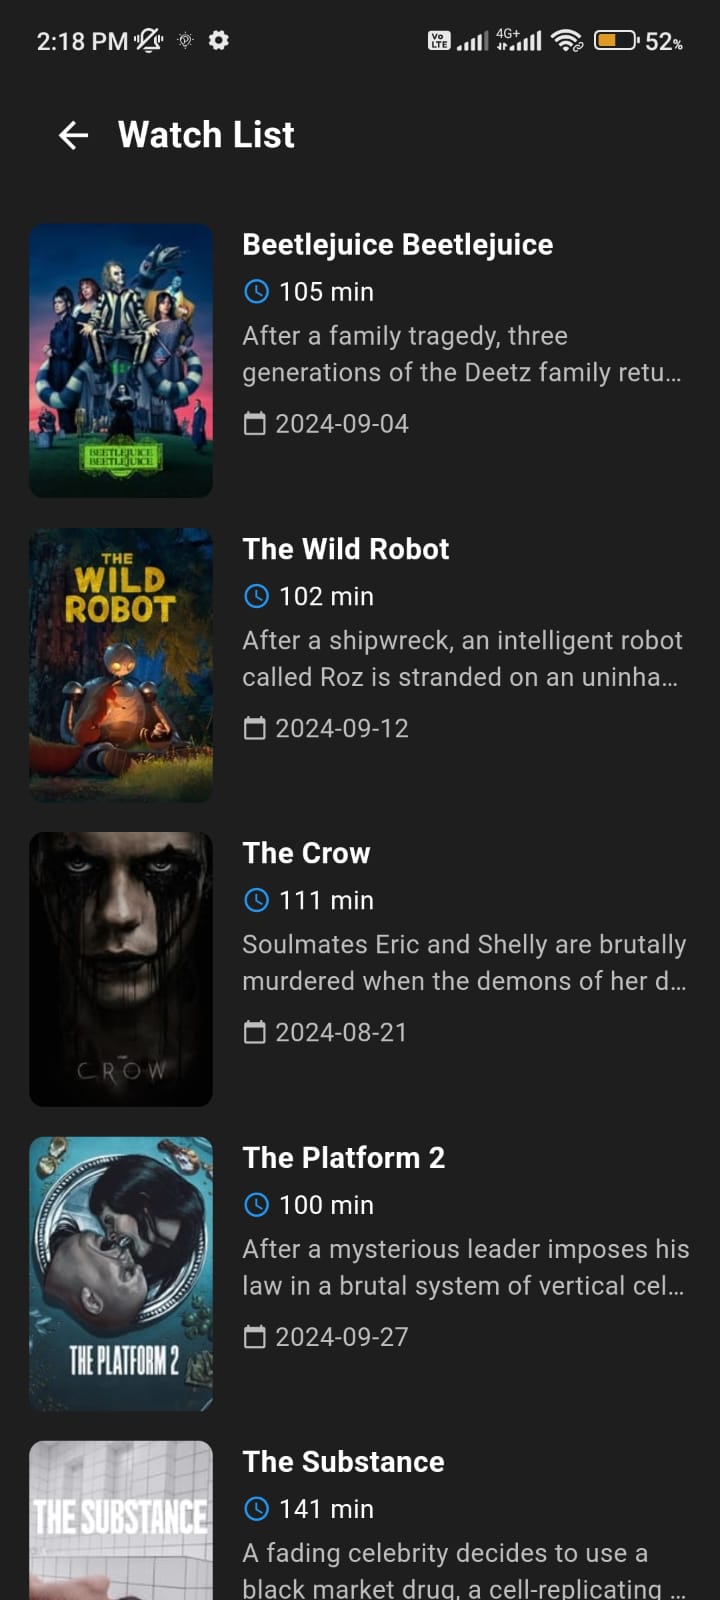 2:18 PM
Vo LTE 4G+ 52%
Watch List
Beetlejuice Beetlejuice
105 min
After a family tragedy, three
generations of the Deetz family retu...
2024-09-04
BEETLEJUICE
BEETLEJUICE
The Wild Robot
102 min
After a shipwreck, an intelligent robot
called Roz is stranded on an uninha...
2024-09-12
THE
WILD
ROBOT
The Crow
111 min
Soulmates Eric and Shelly are brutally
murdered when the demons of her d...
2024-08-21
THE
CROW
The Platform 2
100 min
After a mysterious leader imposes his
law in a brutal system of vertical cel...
2024-09-27
THE PLATFORM 2
The Substance
141 min
A fading celebrity decides to use a
black market drug, a cell-replicating ...
THE SUBSTANCE